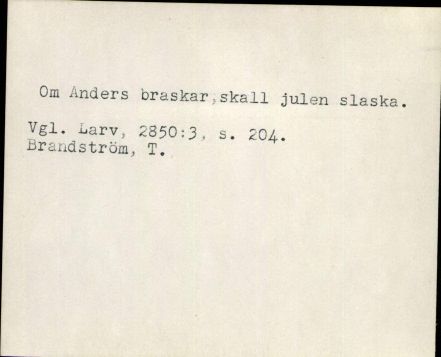 Om Anders braskar,skall julen slaska.
Vgl. Larv, 2850:3, s. 204.
Brandström, T.